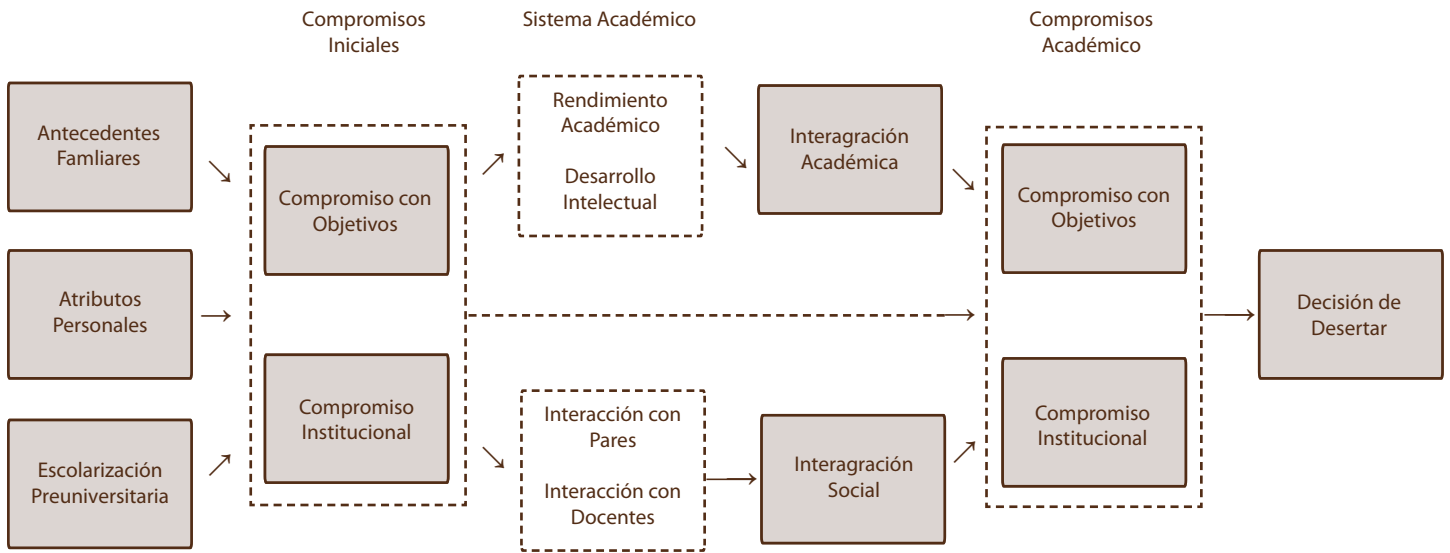 Compromisos
Iniciales
Sistema Académico
Compromisos
Académico
Antecedentes
Famliares
Atributos
Personales
Escolarización
Preuniversitaria
Compromiso con
Objetivos
Compromiso
Institucional
Rendimiento
Académico
Desarrollo
Intelectual
Interacción con
Pares
Interacción con
Docentes
Interagración
Académica
Interagración
Social
Compromiso con
Objetivos
Compromiso
Institucional
Decisión de
Desertar